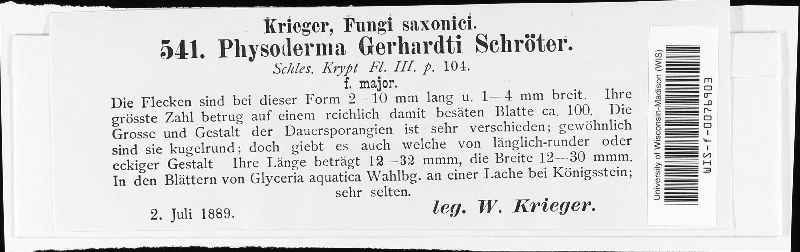 Krieger, Fungi saxonici.
541. Physoderma Gerhardti Schröter.
Schles. Krypt Fl. III. p. 104.
f. major.
Die Flecken sind bei dieser Form 2—10 mm lang u. 1—4 mm breit. Ihre
grösste Zahl betrug auf einem reichlich damit besäten Blatte ca. 100. Die
Grosse und Gestalt der Dauersporangien ist sehr verschieden; gewöhnlich
sind sie kugelrund; doch giebt es auch welche von länglich-runder oder
eckiger Gestalt Ihre Länge beträgt 12—32 mmm, die Breite 12—30 mmm.
In den Blättern von Glyceria aquatica Wahlbg. an einer Lache bei Königsstein;
sehr selten.
2. Juli 1889.
leg. W. Krieger.
University of Wisconsin-Madison (WIS)
WIS-f-0079603